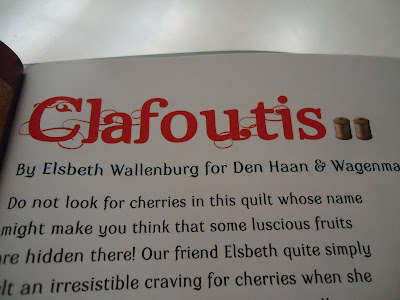 Clafoutis
By Elsbeth Wallenburg for Den Haan & Wagenma
Do not look for cherries in this quilt whose name
might make you think that some luscious fruits
are hidden there! Our friend Elsbeth quite simply
elt an irresistible craving for cherries when she